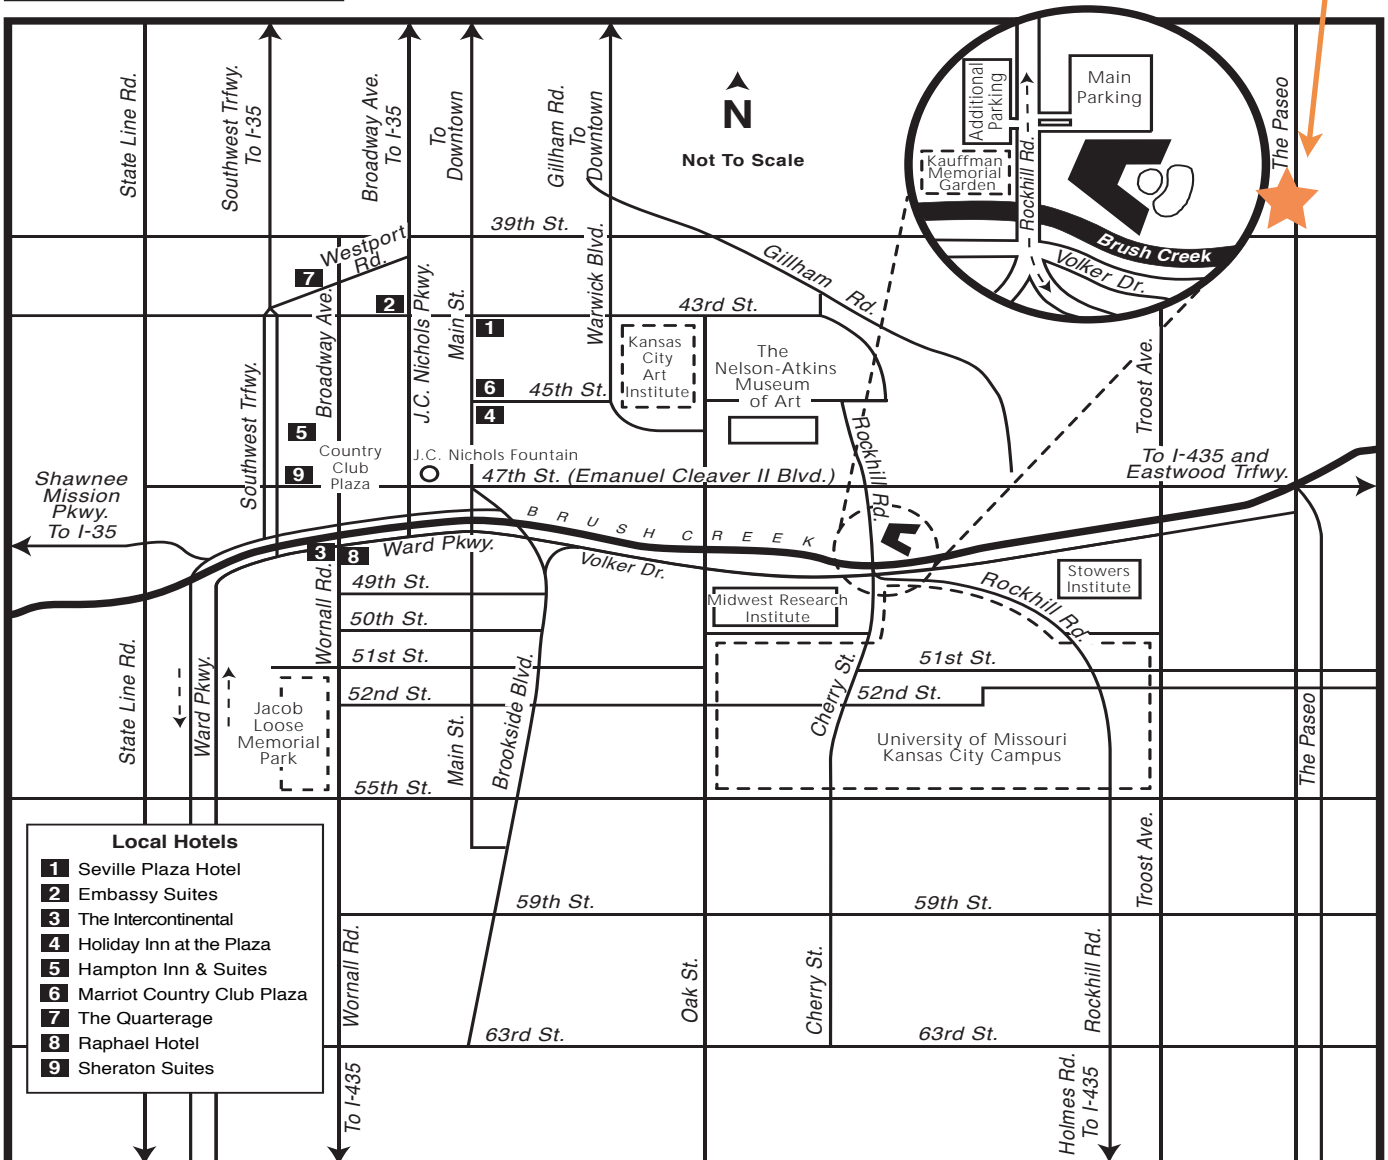 State Line Rd.
Southwest Trfwy.
To I-35
Broadway Ave.
To I-35
To
Downtown
Gillham Rd.
To
Downtown
N
Not To Scale
Additional
Parking
Main
Parking
Kauffman
Memorial
Garden
Rockhill Rd.
Brush Creek
Volker Dr.
The Paseo
39th St.
Westport
Rd.
7
2
Broadway Ave.
J.C. Nichols Pkwy.
Main St.
Warwick Blvd.
Gillham Rd.
43rd St.
1
Kansas
City
Art
Institute
The
Nelson-Atkins
Museum
of Art
Troost Ave.
6
45th St.
4
Southwest Trfwy.
5
9
Country
Club
Plaza
J.C. Nichols Fountain
47th St. (Emanuel Cleaver II Blvd.)
Rockhill Rd.
To I-435 and
Eastwood Trfwy.
Shawnee
Mission
Pkwy.
To I-35
BRUSH CREEK
3
8
Ward Pkwy.
Volker Dr.
49th St.
50th St.
51st St.
52nd St.
Wornall Rd.
Midwest Research
Institute
Rockhill Rd.
Stowers
Institute
51st St.
52nd St.
Cherry St.
State Line Rd.
Ward Pkwy.
Jacob
Loose
Memorial
Park
Main St.
Brookside Blvd.
University of Missouri
Kansas City Campus
The Paseo
55th St.
Local Hotels
1 Seville Plaza Hotel
2 Embassy Suites
3 The Intercontinental
4 Holiday Inn at the Plaza
5 Hampton Inn & Suites
6 Marriot Country Club Plaza
7 The Quarterage
8 Raphael Hotel
9 Sheraton Suites
59th St.
59th St.
Troost Ave.
Wornall Rd.
Oak St.
Cherry St.
Rockhill Rd.
63rd St.
63rd St.
To I-435
Holmes Rd.
To I-435